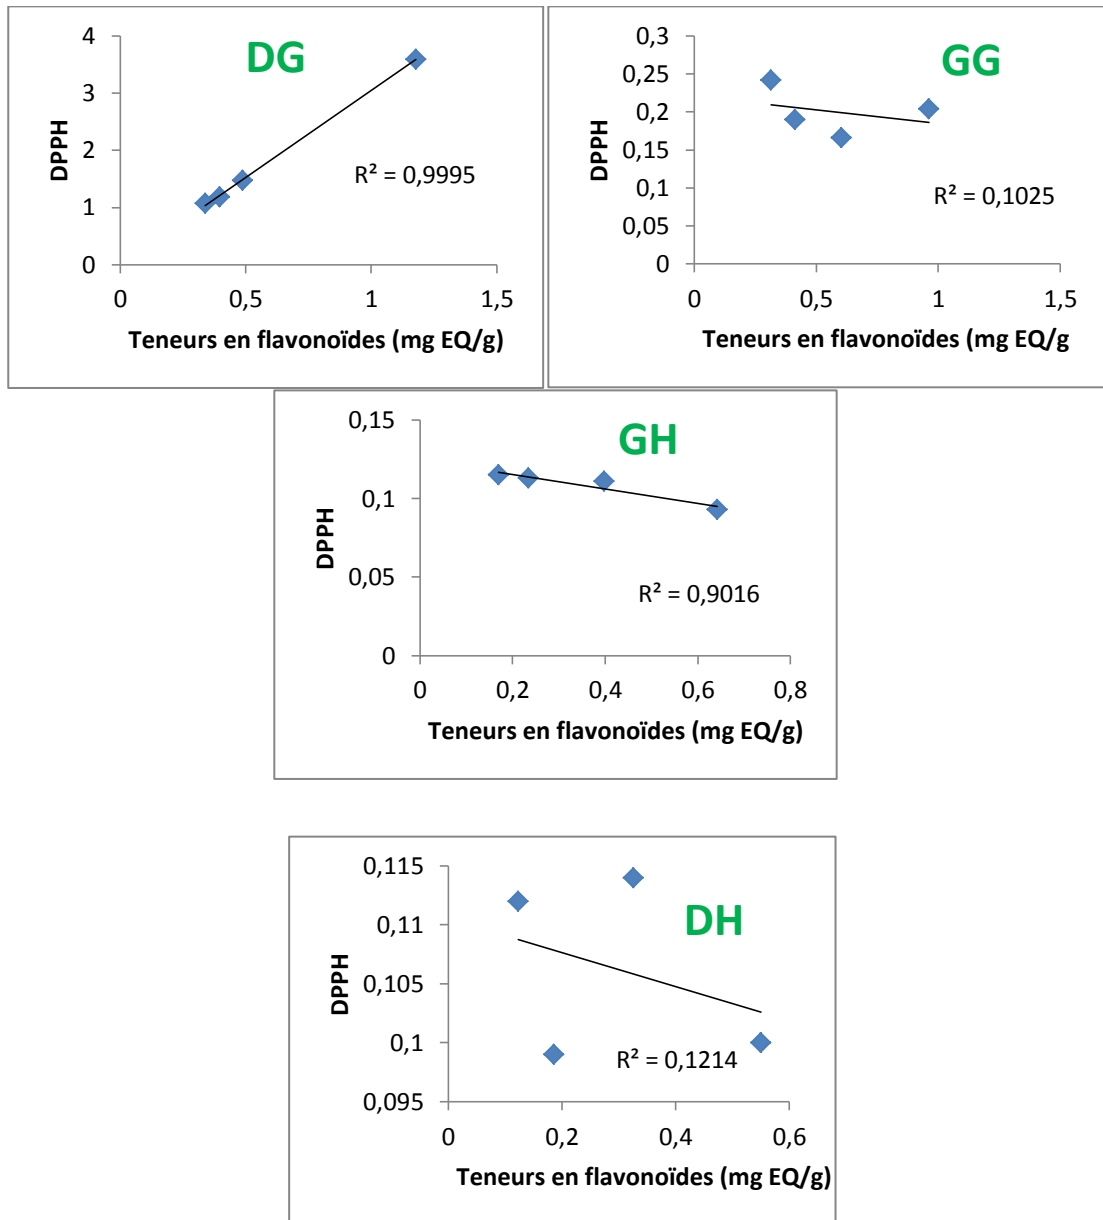 DG
DPPH
4
3
2
1
0
R² = 0,9995
0 0,5 1 1,5
Teneurs en flavonoïdes (mg EQ/g)
GG
DPPH
0,3
0,25
0,2
0,15
0,1
0,05
0
R² = 0,1025
0 0,5 1 1,5
Teneurs en flavonoïdes (mg EQ/g
GH
DPPH
0,15
0,1
0,05
0
R² = 0,9016
0 0,2 0,4 0,6 0,8
Teneurs en flavonoïdes (mg EQ/g)
DH
DPPH
0,115
0,11
0,105
0,1
0,095
R² = 0,1214
0 0,2 0,4 0,6
Teneurs en flavonoïdes (mg EQ/g)